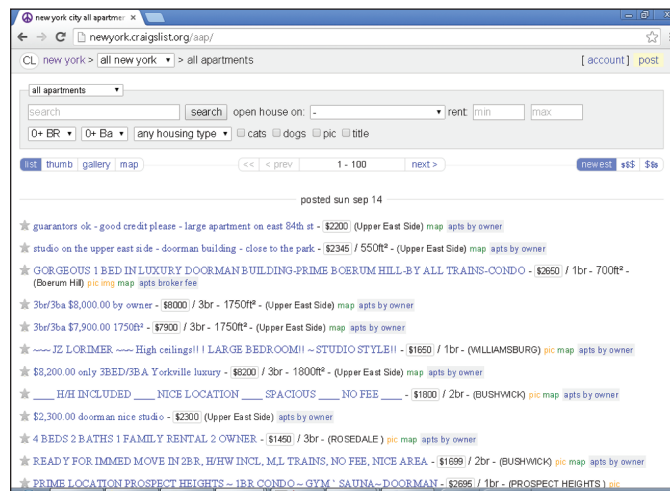 new york city all apartmer
newyork.craigslist.org/aap/
CL new york > all new york > all apartments [ account ] post
all apartments
search search open house on: - rent: min max
0+ BR 0+ Ba any housing type cats dogs pic title
list thumb gallery map << < prev 1 - 100 next > newest $$$ $$$
posted sun sep 14
guarantors ok - good credit please - large apartment on east 84th st - $2200 (Upper East Side) map apts by owner
studio on the upper east side - doorman building - close to the park - $2345 / 550ft² - (Upper East Side) map apts by owner
GORGEOUS 1 BED IN LUXURY DOORMAN BUILDING-PRIME BOERUM HILL-BY ALL TRAINS-CONDO - $2650 / 1br - 700ft² -
(Boerum Hill) pic img map apts broker fee
3br/3ba $8,000.00 by owner - $8000 / 3br - 1750ft² - (Upper East Side) map apts by owner
3br/3ba $7,900.00 1750ft² - $7900 / 3br - 1750ft² - (Upper East Side) map apts by owner
~~~ JZ LORIMER ~~~ High ceilings!! ! LARGE BEDROOM!! ~ STUDIO STYLE!! - $1650 / 1br - (WILLIAMSBURG) pic map apts by owner
$8,200.00 only 3BED/3BA Yorkville luxury - $8200 / 3br - 1800ft² - (Upper East Side) map apts by owner
____ H/H INCLUDED ____ NICE LOCATION ____ SPACIOUS ____ NO FEE ____ - $1800 / 2br - (BUSHWICK) pic map apts by owner
$2,300.00 doorman nice studio - $2300 (Upper East Side) apts by owner
4 BEDS 2 BATHS 1 FAMILY RENTAL 2 OWNER - $1450 / 3br - (ROSEDALE ) pic map apts by owner
READY FOR IMMED MOVE IN 2BR, H/HW INCL, M,L TRAINS, NO FEE, NICE AREA - $1699 / 2br - (BUSHWICK) pic map apts by owner
PRIME LOCATION PROSPECT HEIGHTS ~ 1BR CONDO ~ GYM ` SAUNA~ DOORMAN - $2695 / 1br - (PROSPECT HEIGHTS ) pic